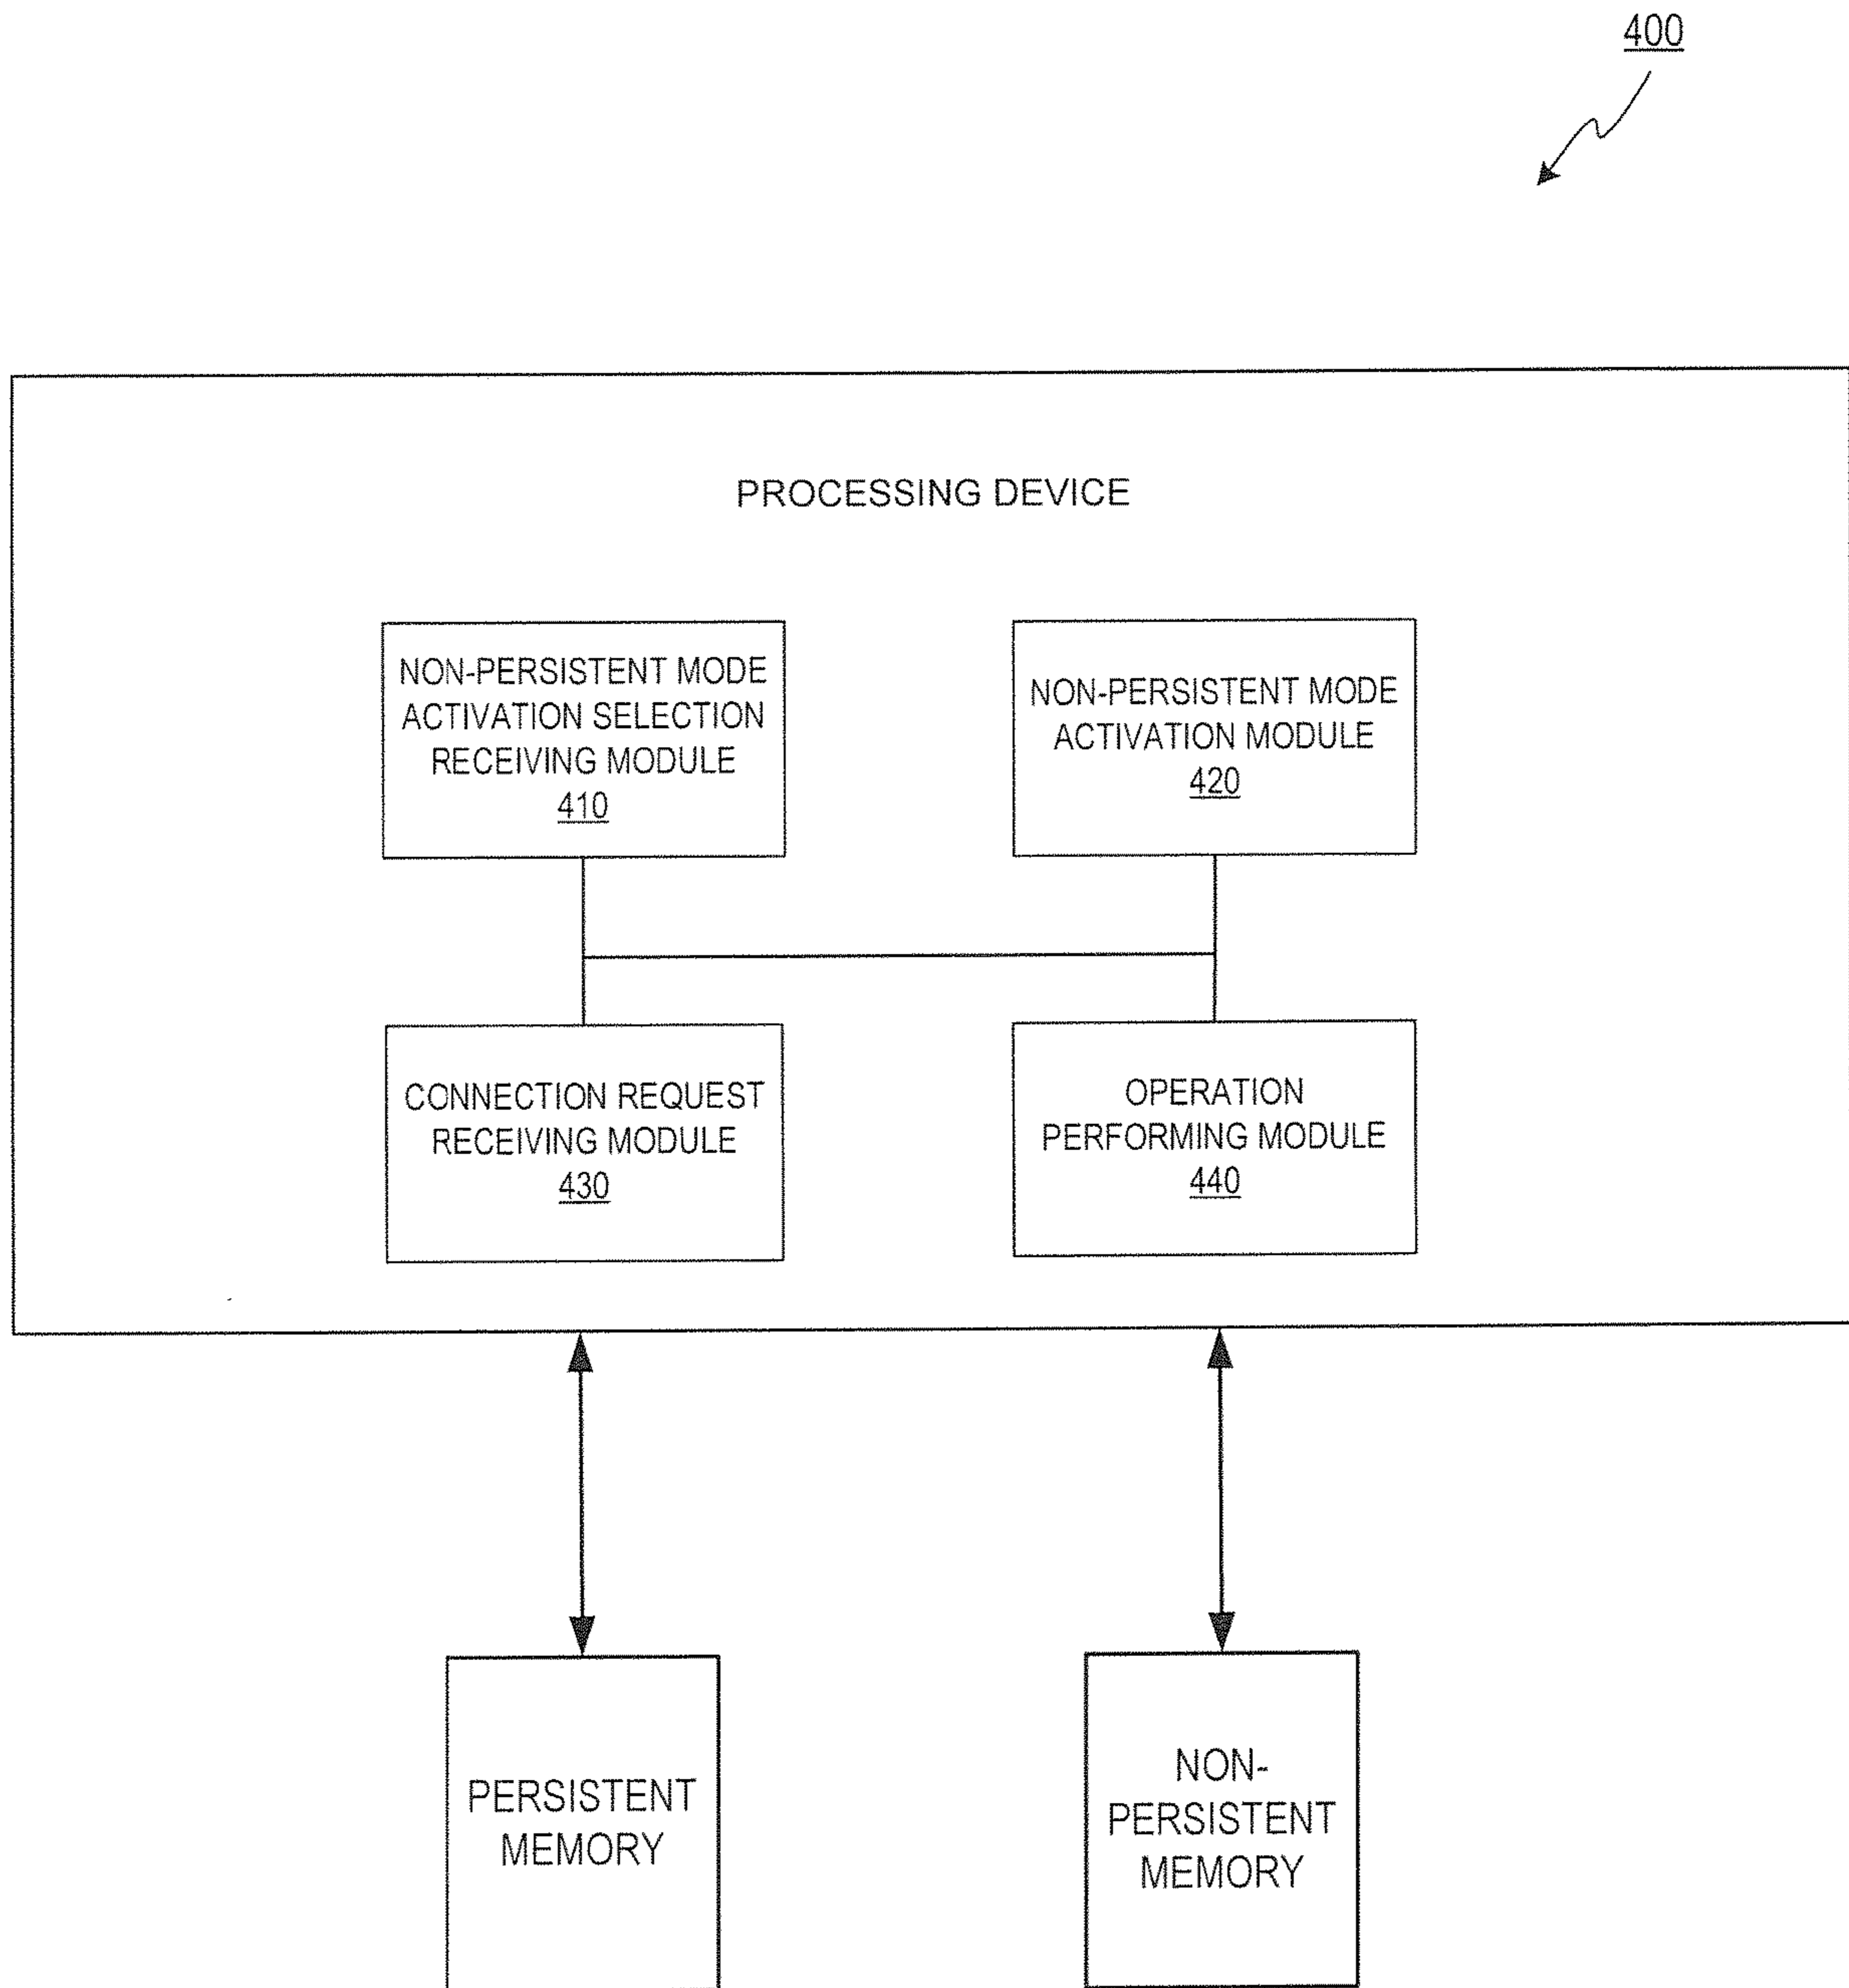 400
PROCESSING DEVICE
NON-PERSISTENT MODE
ACTIVATION SELECTION
RECEIVING MODULE
410
NON-PERSISTENT MODE
ACTIVATION MODULE
420
CONNECTION REQUEST
RECEIVING MODULE
430
OPERATION
PERFORMING MODULE
440
PERSISTENT
MEMORY
NON-
PERSISTENT
MEMORY